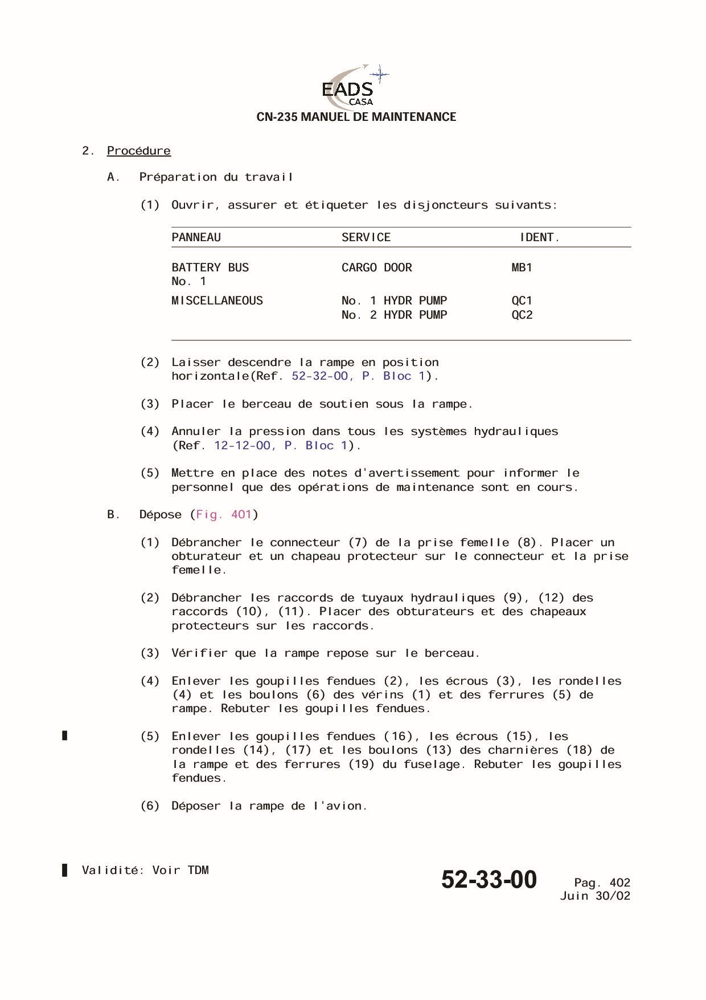 EADS
CASA
CN-235 MANUEL DE MAINTENANCE
2. Procédure
A. Préparation du travail
(1) Ouvrir, assurer et étiqueter les disjoncteurs suivants:
PANNEAU SERVICE IDENT.
BATTERY BUS CARGO DOOR MB1
No. 1
MISCELLANEOUS No. 1 HYDR PUMP QC1
No. 2 HYDR PUMP QC2
(2) Laisser descendre la rampe en position
horizontale(Ref. 52-32-00, P. Bloc 1).
(3) Placer le berceau de soutien sous la rampe.
(4) Annuler la pression dans tous les systèmes hydrauliques
(Ref. 12-12-00, P. Bloc 1).
(5) Mettre en place des notes d'avertissement pour informer le
personnel que des opérations de maintenance sont en cours.
B. Dépose (Fig. 401)
(1) Débrancher le connecteur (7) de la prise femelle (8). Placer un
obturateur et un chapeau protecteur sur le connecteur et la prise
femelle.
(2) Débrancher les raccords de tuyaux hydrauliques (9), (12) des
raccords (10), (11). Placer des obturateurs et des chapeaux
protecteurs sur les raccords.
(3) Vérifier que la rampe repose sur le berceau.
(4) Enlever les goupilles fendues (2), les écrous (3), les rondelles
(4) et les boulons (6) des vérins (1) et des ferrures (5) de
rampe. Rebuter les goupilles fendues.
(5) Enlever les goupilles fendues (16), les écrous (15), les
rondelles (14), (17) et les boulons (13) des charnières (18) de
la rampe et des ferrures (19) du fuselage. Rebuter les goupilles
fendues.
(6) Déposer la rampe de l'avion.
Validité: Voir TDM
52-33-00 Pag. 402
Juin 30/02